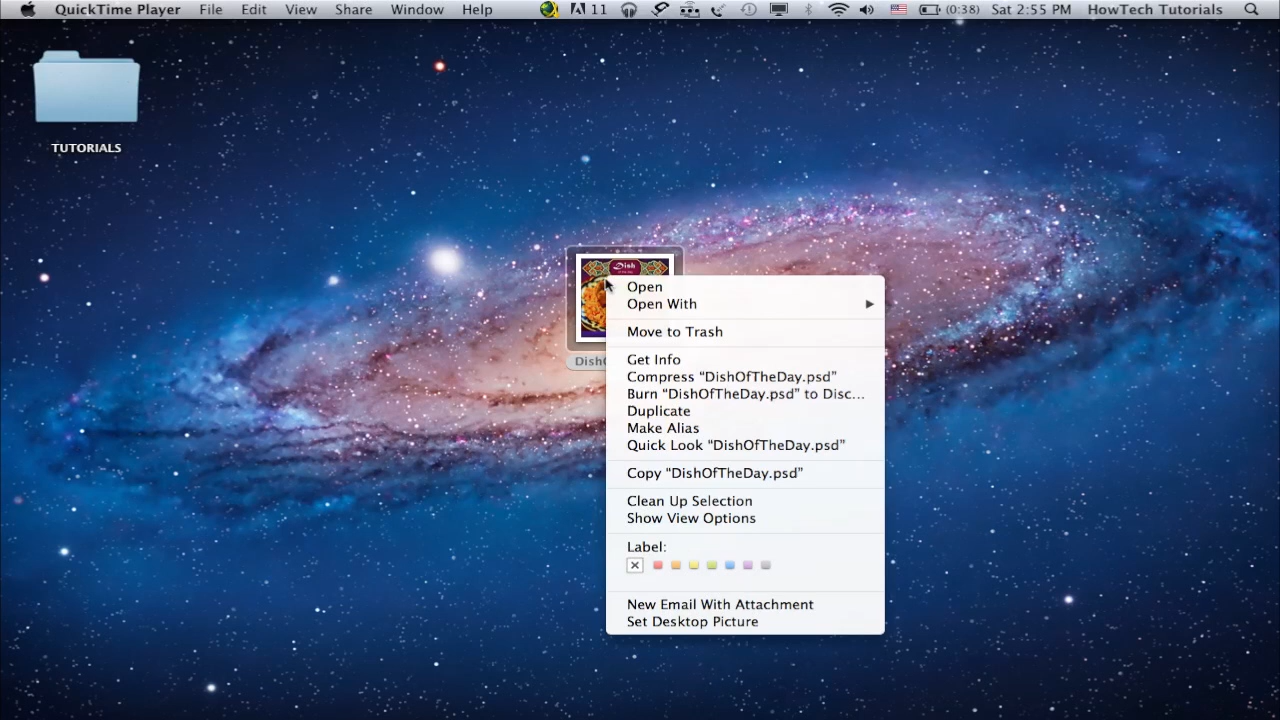 QuickTime Player File Edit View Share Window Help 11 (0:38) Sat 2:55 PM HowTech Tutorials
TUTORIALS
Dish
Open
Open With
Move to Trash
Get Info
Compress “DishOfTheDay.psd”
Burn “DishOfTheDay.psd” to Disc...
Duplicate
Make Alias
Quick Look “DishOfTheDay.psd”
Copy “DishOfTheDay.psd”
Clean Up Selection
Show View Options
Label:
New Email With Attachment
Set Desktop Picture